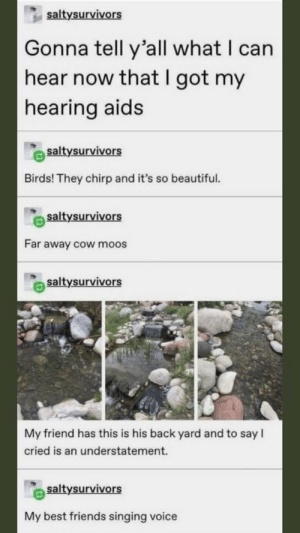 saltysurvivors
Gonna tell y'all what I can
hear now that I got my
hearing aids
saltysurvivors
Birds! They chirp and it's so beautiful.
saltysurvivors
Far away cow moos
saltysurvivors
My friend has this is his back yard and to say I
cried is an understatement.
saltysurvivors
My best friends singing voice